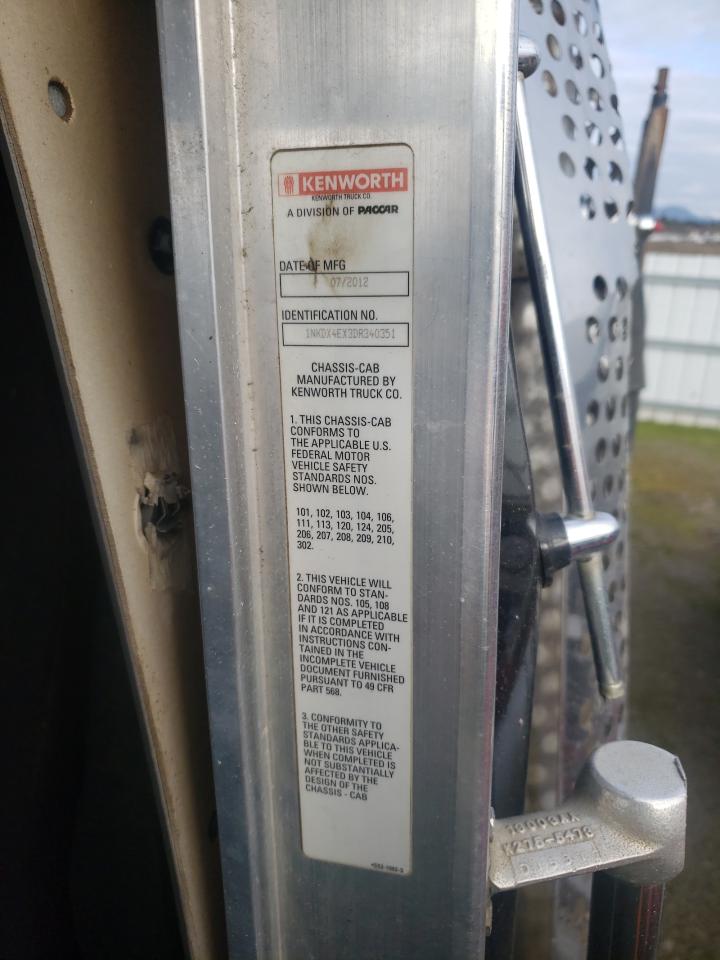 KENWORTH
KENWORTH TRUCK CO.
A DIVISION OF PACCAR
DATE OF MFG
07/2012
IDENTIFICATION NO.
1NKDX4EX3DR340351
CHASSIS-CAB
MANUFACTURED BY
KENWORTH TRUCK CO.
1. THIS CHASSIS-CAB
CONFORMS TO
THE APPLICABLE U.S.
FEDERAL MOTOR
VEHICLE SAFETY
STANDARDS NOS.
SHOWN BELOW.
101, 102, 103, 104, 106,
111, 113, 120, 124, 205,
206, 207, 208, 209, 210,
302.
2. THIS VEHICLE WILL
CONFORM TO STAN-
DARDS NOS. 105, 108
AND 121 AS APPLICABLE
IF IT IS COMPLETED
IN ACCORDANCE WITH
INSTRUCTIONS CON-
TAINED IN THE
INCOMPLETE VEHICLE
DOCUMENT FURNISHED
PURSUANT TO 49 CFR
PART 568.
3. CONFORMITY TO
THE OTHER SAFETY
STANDARDS APPLICA-
BLE TO THIS VEHICLE
WHEN COMPLETED IS
NOT SUBSTANTIALLY
AFFECTED BY THE
DESIGN OF THE
CHASSIS - CAB
K275-5473